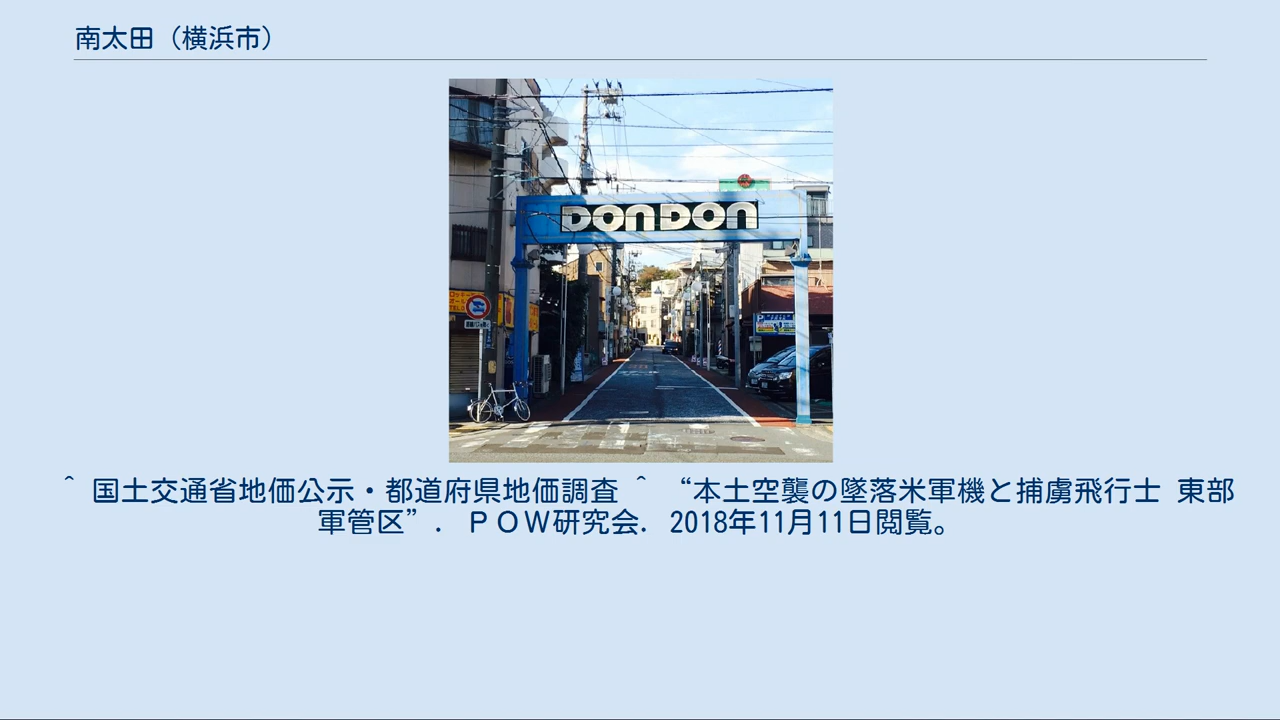 南太田（横浜市）
DONDON
^ 国土交通省地価公示・都道府県地価調査 ^ “本土空襲の墜落米軍機と捕虜飛行士 東部
軍管区”． ＰＯＷ研究会． 2018年11月11日閲覧。